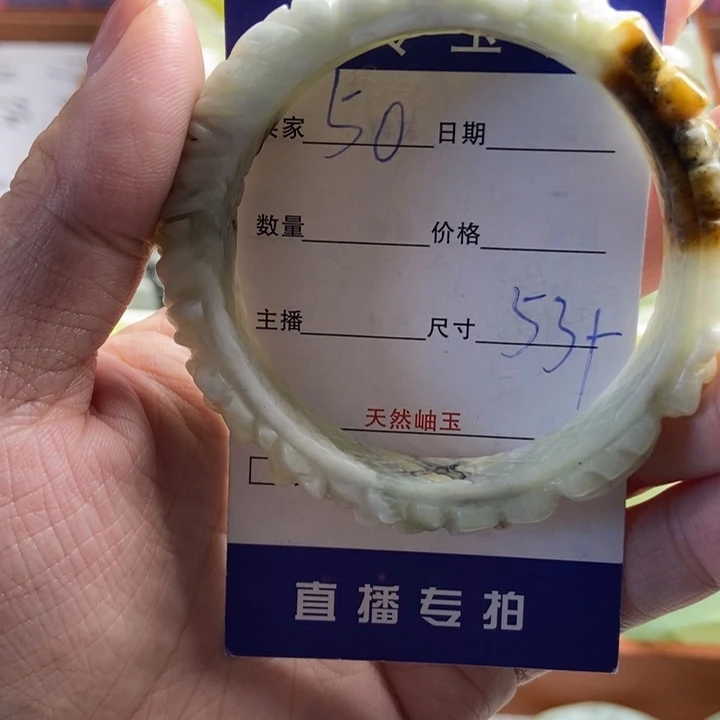 玉
家 50 日期
数量 价格
主播 尺寸 53+
天然岫玉
直播专拍